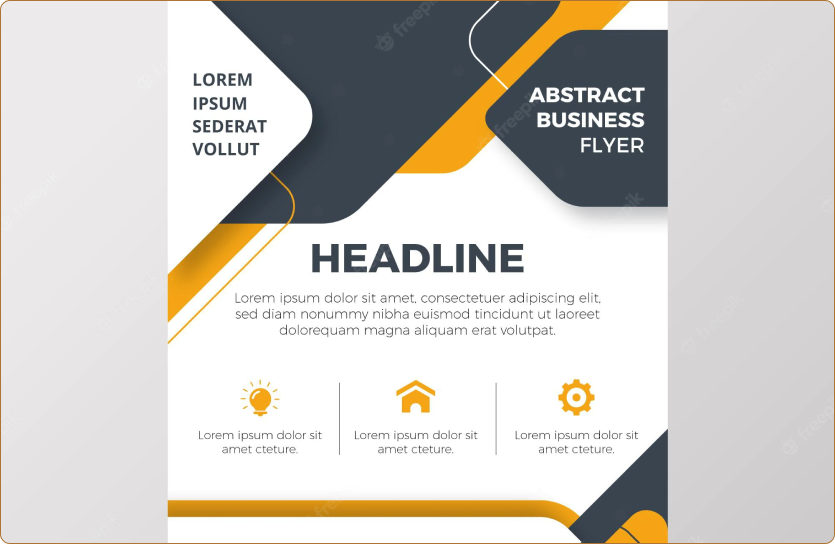 LOREM
IPSUM
SEDERAT
VOLLUT
ABSTRACT
BUSINESS
FLYER
HEADLINE
Lorem ipsum dolor sit amet, consectetuer adipiscing elit,
sed diam nonummy nibha euismod tincidunt ut laoreet
dolorequam magna aliquam erat volutpat.
Lorem ipsum dolor sit
amet cteture.
Lorem ipsum dolor sit
amet cteture.
Lorem ipsum dolor sit
amet cteture.
freepik